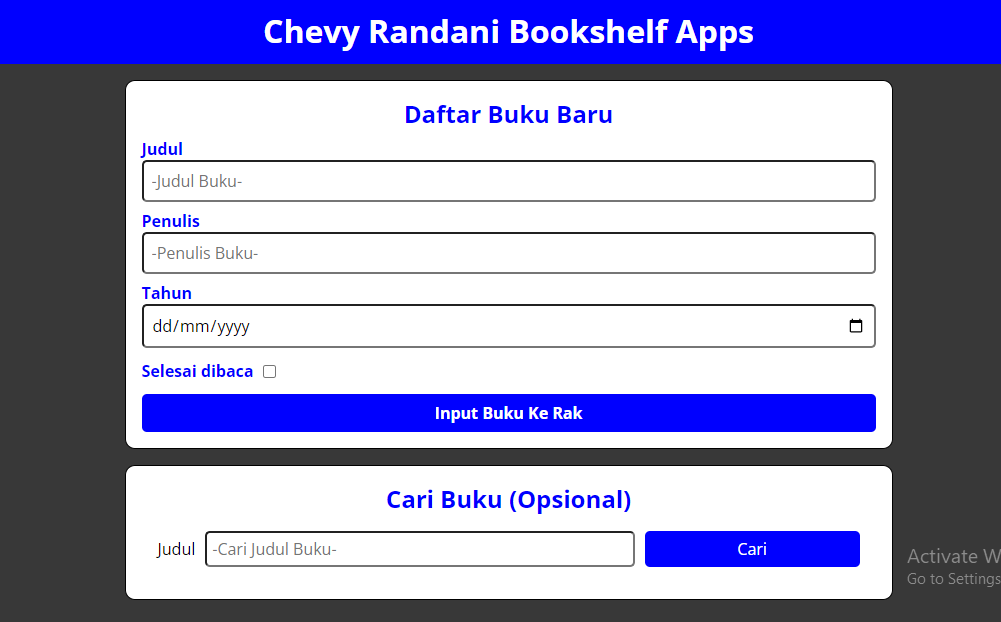 Chevy Randani Bookshelf Apps
Daftar Buku Baru
Judul
-Judul Buku-
Penulis
-Penulis Buku-
Tahun
dd/mm/yyyy
Selesai dibaca
Input Buku Ke Rak
Cari Buku (Opsional)
Judul -Cari Judul Buku- Cari
Activate W
Go to Settings